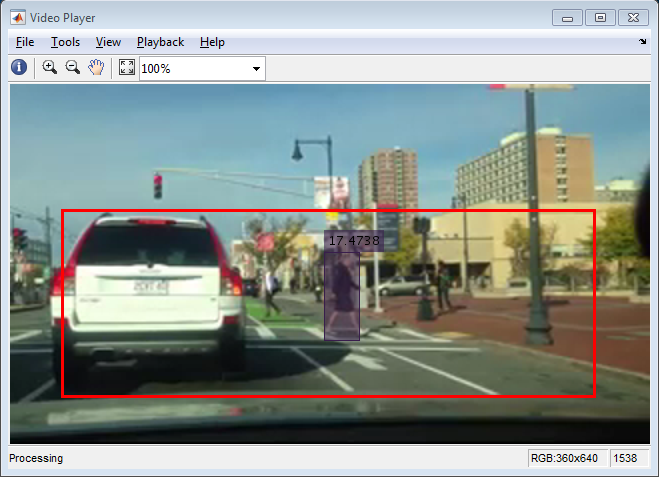 Video Player
File Tools View Playback Help
100%
17.4738
Processing
RGB:360x640
1538